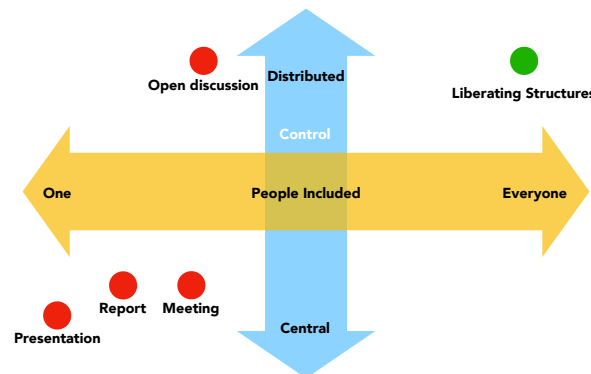 Distributed
Open discussion
Liberating Structures
Control
One
People Included
Everyone
Report
Meeting
Central
Presentation